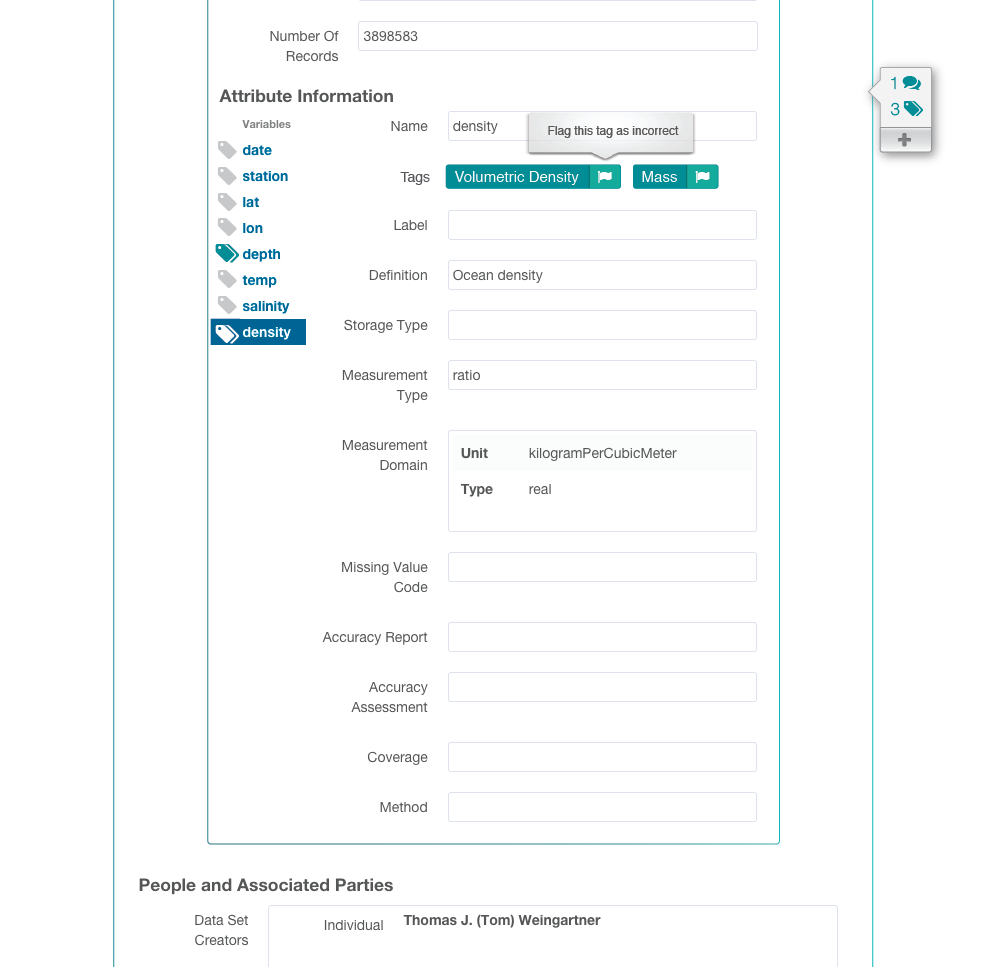 Number Of
Records
3898583
1
3
Attribute Information
Variables
date
station
lat
lon
depth
temp
salinity
density
Name
density
Flag this tag as incorrect
Tags
Volumetric Density
Mass
Label
Definition
Ocean density
Storage Type
Measurement
Type
ratio
Measurement
Domain
Unit kilogramPerCubicMeter
Type real
Missing Value
Code
Accuracy Report
Accuracy
Assessment
Coverage
Method
People and Associated Parties
Data Set
Creators
Individual Thomas J. (Tom) Weingartner